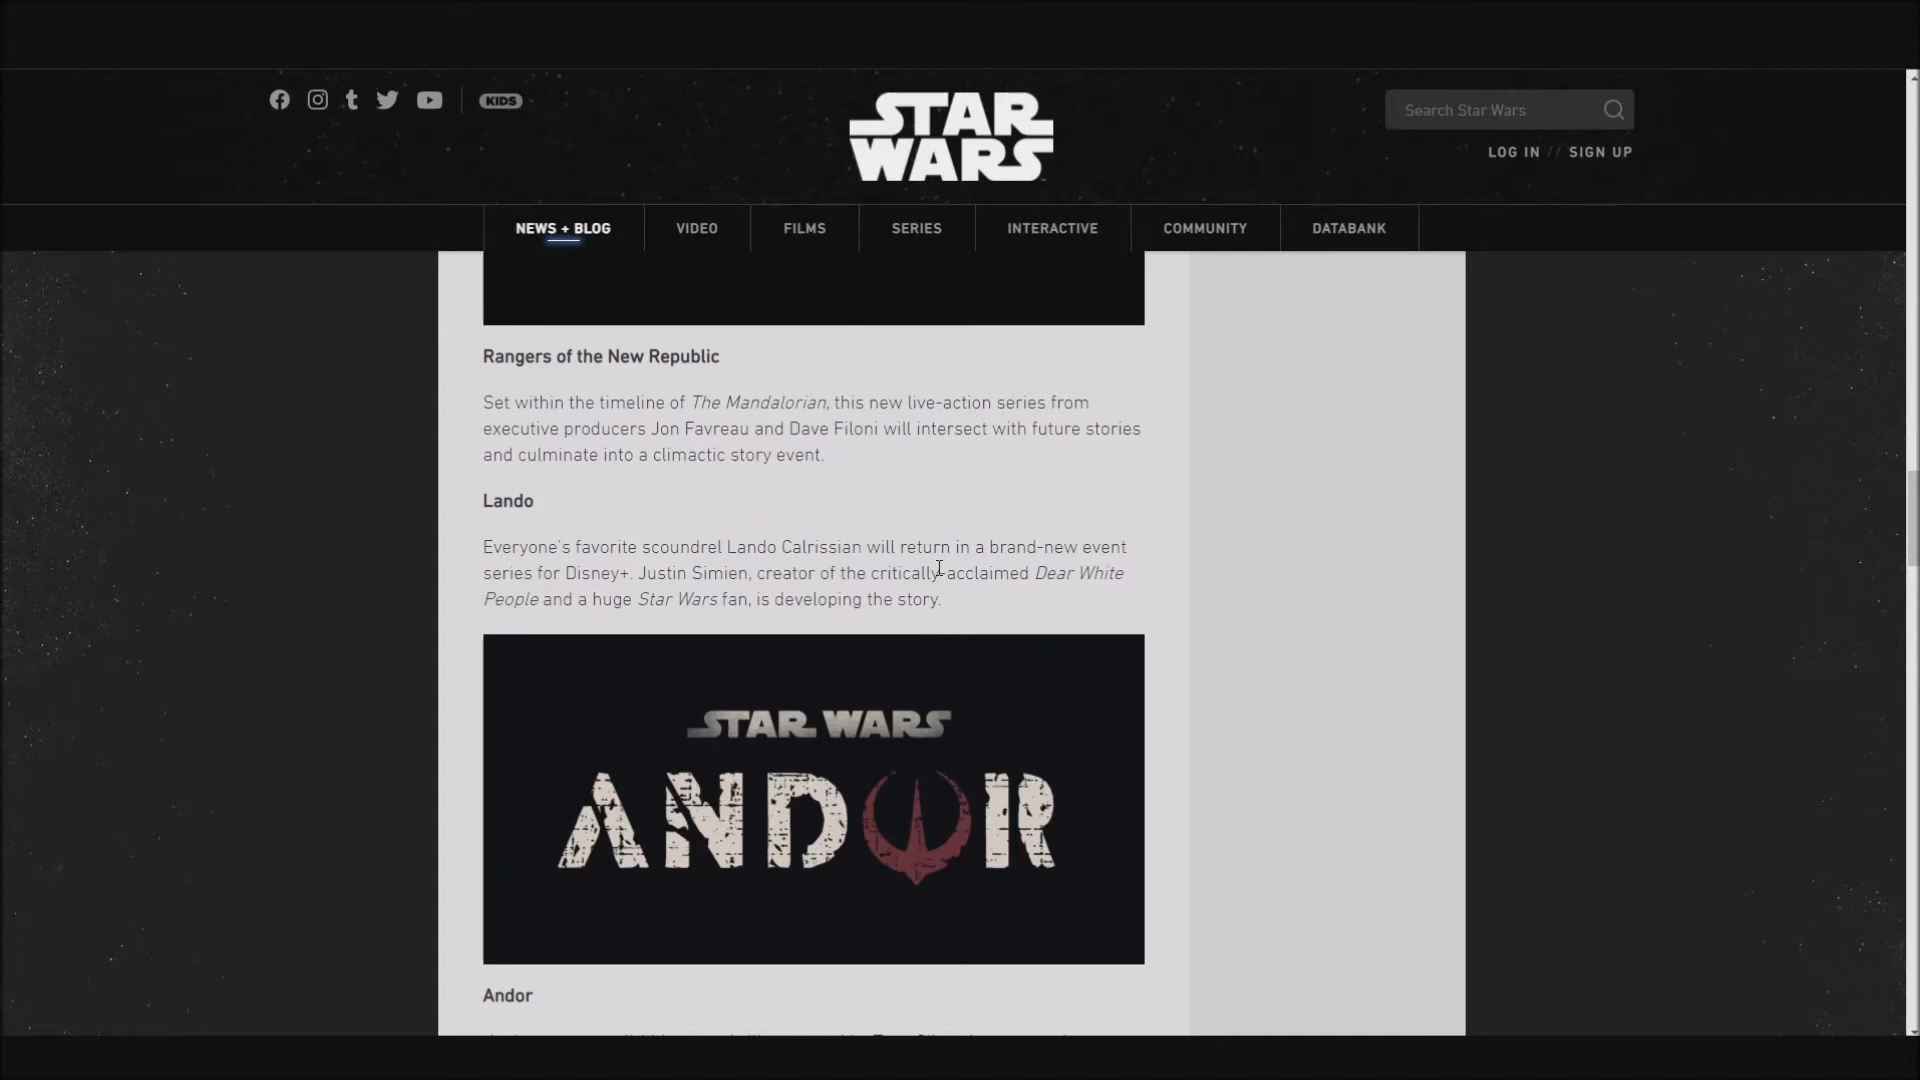 KIDS
STAR
WARS
Search Star Wars
LOG IN // SIGN UP
NEWS + BLOG
VIDEO
FILMS
SERIES
INTERACTIVE
COMMUNITY
DATABANK
Rangers of the New Republic
Set within the timeline of The Mandalorian, this new live-action series from
executive producers Jon Favreau and Dave Filoni will intersect with future stories
and culminate into a climactic story event.
Lando
Everyone's favorite scoundrel Lando Calrissian will return in a brand-new event
series for Disney+. Justin Simien, creator of the critically-acclaimed Dear White
People and a huge Star Wars fan, is developing the story.
STAR WARS
ANDOR
Andor